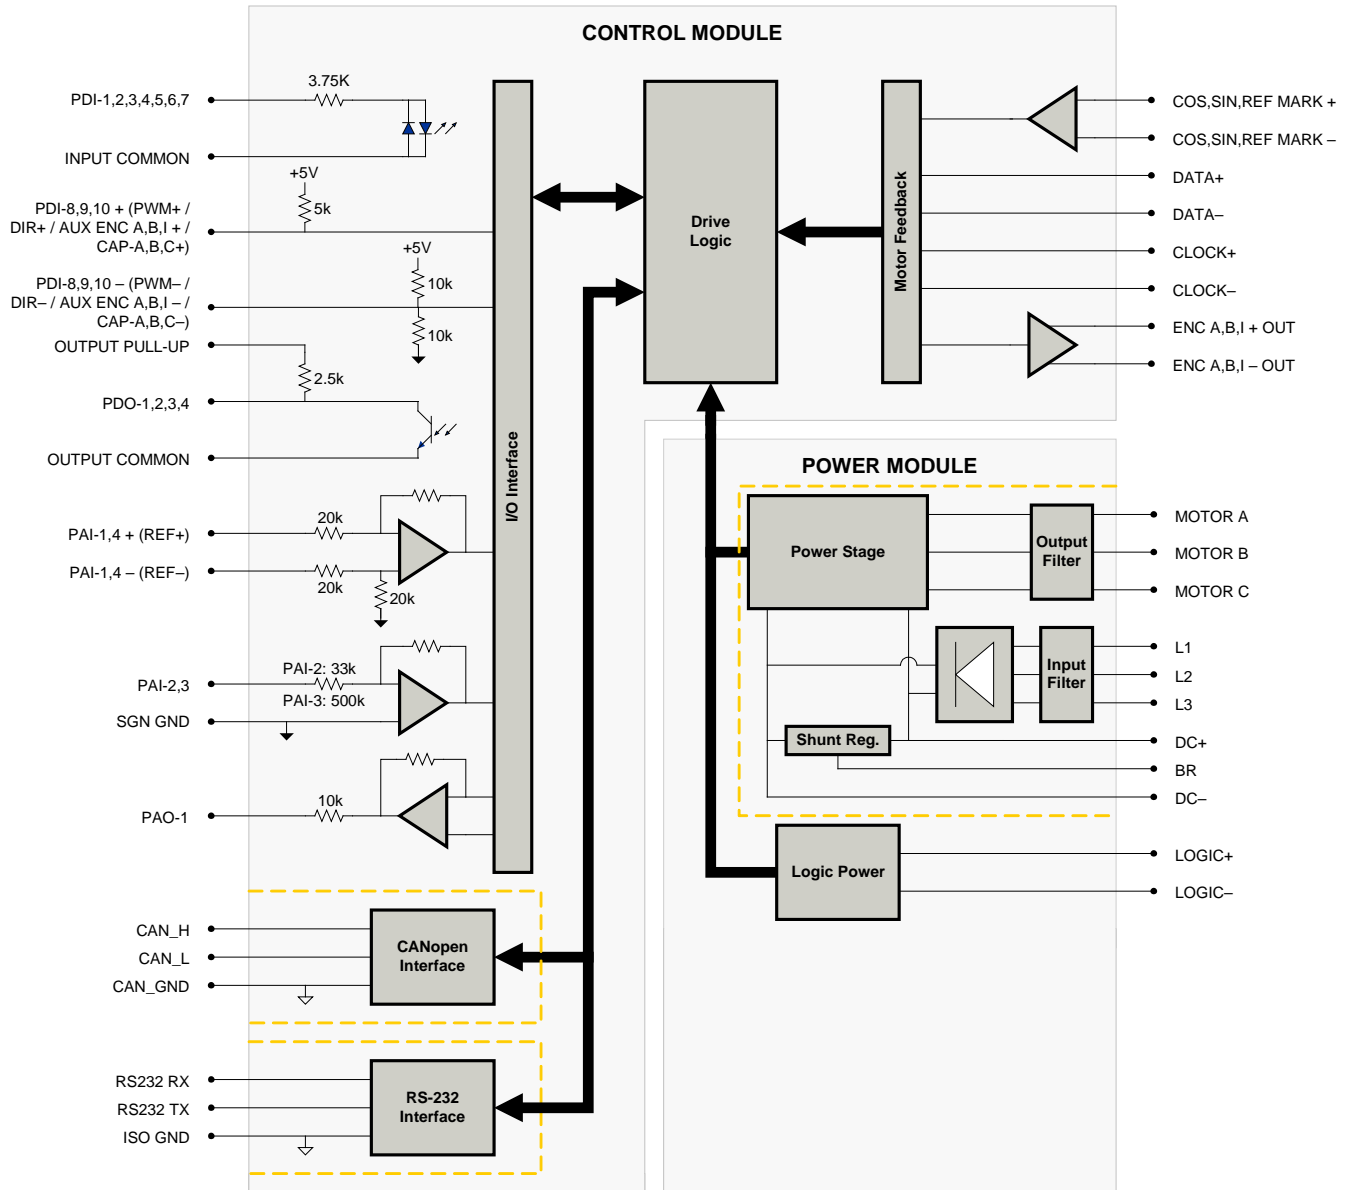 CONTROL MODULE
3.75K
PDI-1,2,3,4,5,6,7
INPUT COMMON
+5V
5k
PDI-8,9,10 + (PWM+ /
DIR+ / AUX ENC A,B,I + /
CAP-A,B,C+)
+5V
10k
PDI-8,9,10 – (PWM– /
DIR– / AUX ENC A,B,I – /
CAP-A,B,C–)
10k
OUTPUT PULL-UP
2.5k
PDO-1,2,3,4
OUTPUT COMMON
20k
PAI-1,4 + (REF+)
PAI-1,4 – (REF–)
20k
20k
PAI-2: 33k
PAI-2,3
PAI-3: 500k
SGN GND
10k
PAO-1
I/O Interface
CAN_H
CAN_L
CAN_GND
CANopen
Interface
RS232 RX
RS232 TX
ISO GND
RS-232
Interface
Drive
Logic
Motor Feedback
COS,SIN,REF MARK +
COS,SIN,REF MARK –
DATA+
DATA–
CLOCK+
CLOCK–
ENC A,B,I + OUT
ENC A,B,I – OUT
POWER MODULE
Power Stage
Output
Filter
MOTOR A
MOTOR B
MOTOR C
Input
Filter
L1
L2
L3
Shunt Reg.
DC+
BR
DC–
Logic Power
LOGIC+
LOGIC–